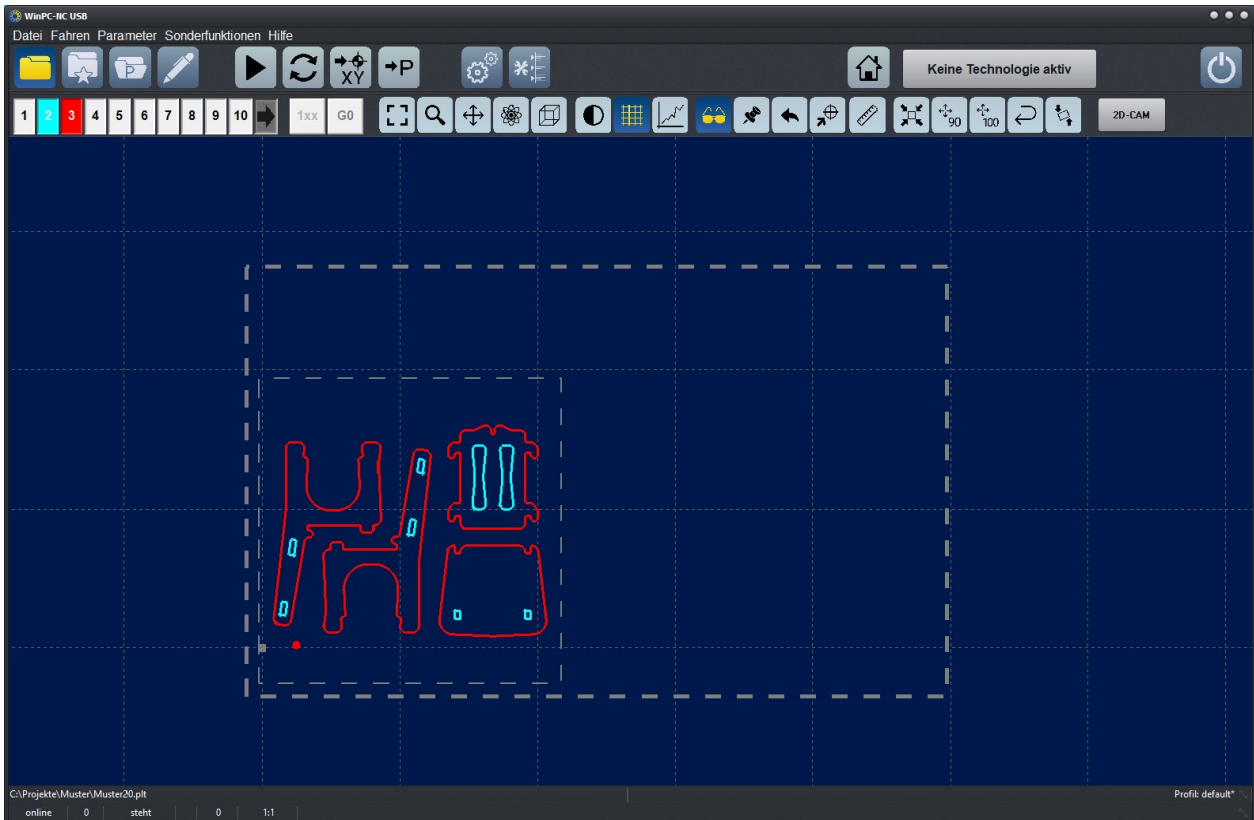 WinPC-NC USB
Datei Fahren Parameter Sonderfunktionen Hilfe
P XY P Keine Technologie aktiv
1 2 3 4 5 6 7 8 9 10 1xx G0 90 100 2D-CAM
C:\Projekte\Muster\Muster20.plt Profil: default*
online 0 steht 0 1:1